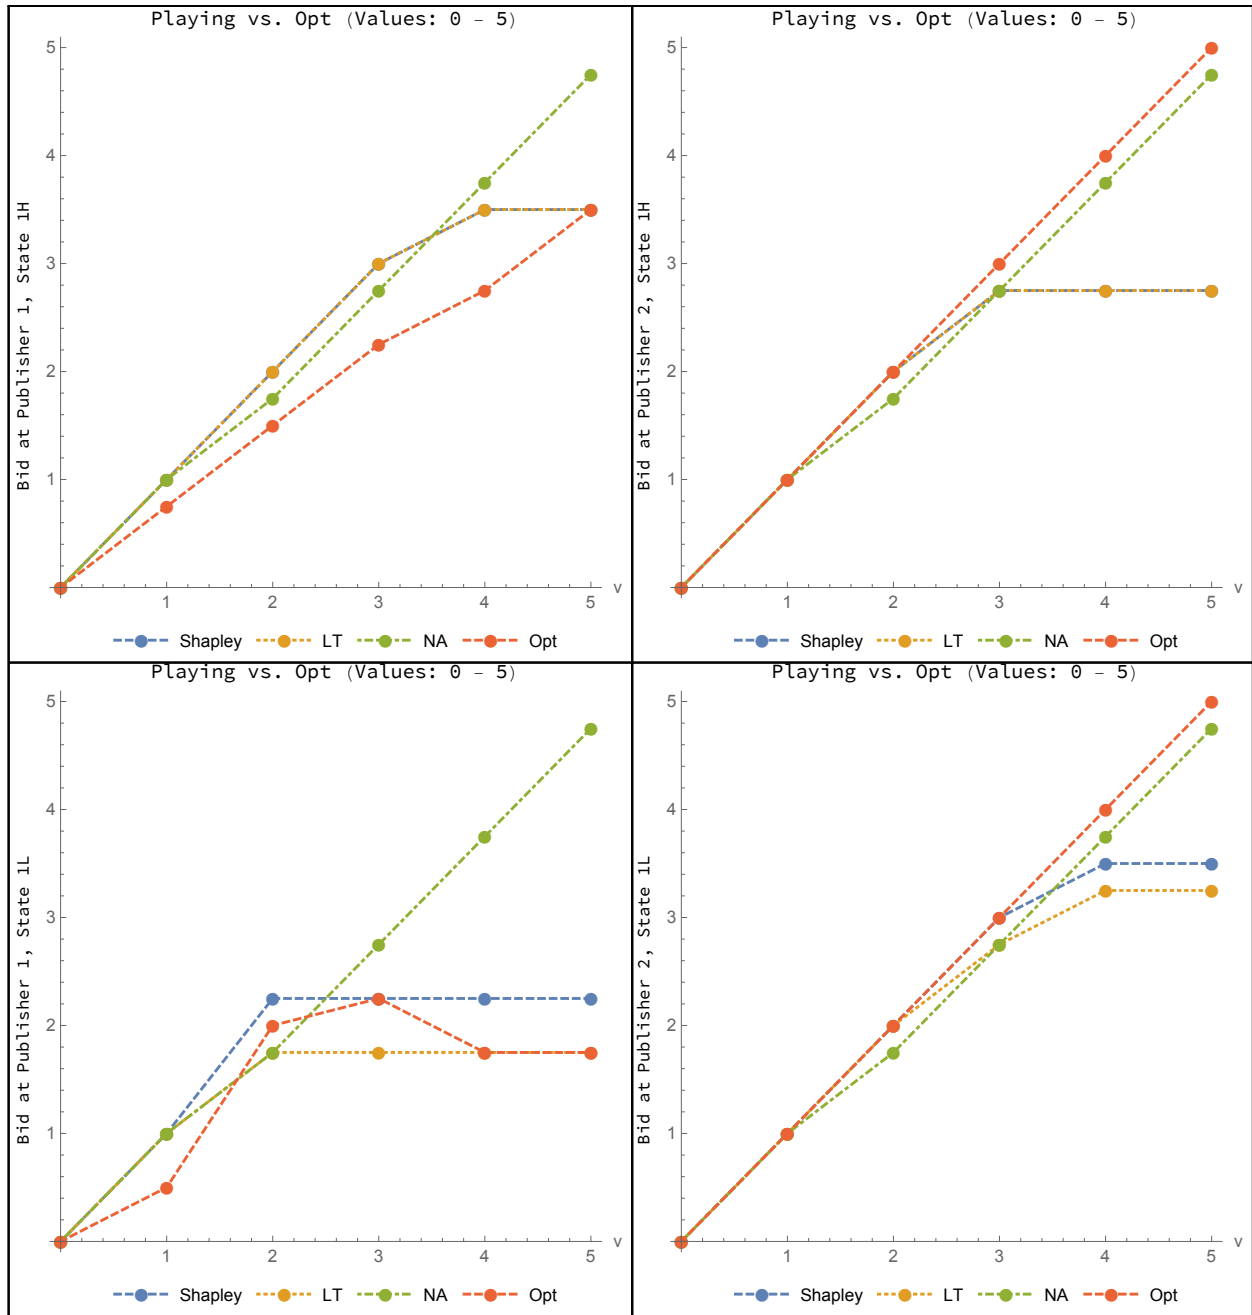 Playing vs. Opt (Values: 0 – 5)
Bid at Publisher 1, State 1H
5
4
3
2
1
1 2 3 4 5 v
Shapley LT NA Opt
Playing vs. Opt (Values: 0 – 5)
Bid at Publisher 2, State 1H
5
4
3
2
1
1 2 3 4 5 v
Shapley LT NA Opt
Playing vs. Opt (Values: 0 – 5)
Bid at Publisher 1, State 1L
5
4
3
2
1
1 2 3 4 5 v
Shapley LT NA Opt
Playing vs. Opt (Values: 0 – 5)
Bid at Publisher 2, State 1L
5
4
3
2
1
1 2 3 4 5 v
Shapley LT NA Opt